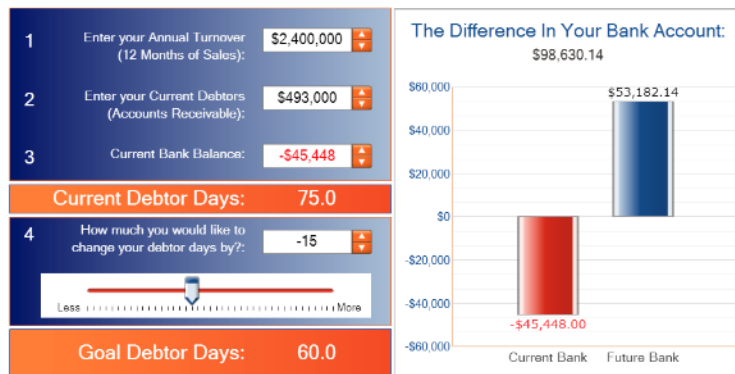 1
Enter your Annual Turnover
(12 Months of Sales):
$2,400,000
2
Enter your Current Debtors
(Accounts Receivable):
$493,000
3
Current Bank Balance:
-$45,448
Current Debtor Days: 75.0
4
How much you would like to
change your debtor days by?:
-15
Less
More
Goal Debtor Days: 60.0
The Difference In Your Bank Account:
$98,630.14
$60,000
$40,000
$20,000
$0
-$20,000
-$40,000
-$60,000
$53,182.14
-$45,448.00
Current Bank
Future Bank